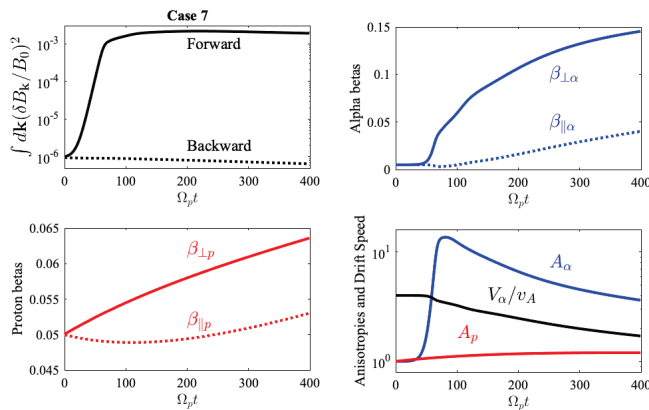 Case 7
∫ dk(δB_k/B_0)^2
10^-3
10^-4
10^-5
10^-6
Forward
Backward
0 100 200 300 400
Ω_p t
Alpha betas
0.15
0.1
0.05
0
β_⊥α
β_∥α
0 100 200 300 400
Ω_p t
Proton betas
0.065
0.06
0.055
0.05
0.045
β_⊥p
β_∥p
0 100 200 300 400
Ω_p t
Anisotropies and Drift Speed
10^1
10^0
A_α
V_α/v_A
A_p
0 100 200 300 400
Ω_p t